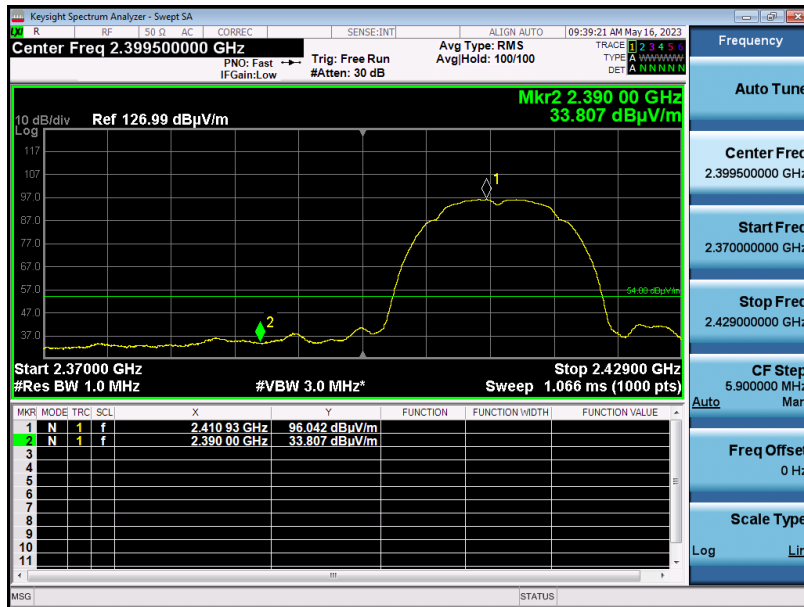 Keysight Spectrum Analyzer - Swept SA
LXI R RF 50 Ω AC CORREC SENSE:INT ALIGN AUTO 09:39:21 AM May 16, 2023
Center Freq 2.399500000 GHz
PNO: Fast
IFGain:Low
Trig: Free Run
#Atten: 30 dB
Avg Type: RMS
Avg|Hold: 100/100
TRACE 1 2 3 4 5 6
TYPE A WWWWW
DET A N N N N N
Mkr2 2.390 00 GHz
33.807 dBµV/m
10 dB/div
Log
Ref 126.99 dBµV/m
117
107
97.0
87.0
77.0
67.0
57.0
47.0
37.0
1
2
54.00 dBµV/m
Start 2.37000 GHz
Stop 2.42900 GHz
#Res BW 1.0 MHz
#VBW 3.0 MHz*
Sweep 1.066 ms (1000 pts)
MKR MODE TRC SCL X Y FUNCTION FUNCTION WIDTH FUNCTION VALUE
1 N 1 f 2.410 93 GHz 96.042 dBµV/m
2 N 1 f 2.390 00 GHz 33.807 dBµV/m
3
4
5
6
7
8
9
10
11
MSG
STATUS
Frequency
Auto Tune
Center Freq
2.399500000 GHz
Start Freq
2.370000000 GHz
Stop Freq
2.429000000 GHz
CF Step
5.900000 MHz
Auto Man
Freq Offset
0 Hz
Scale Type
Log Lin